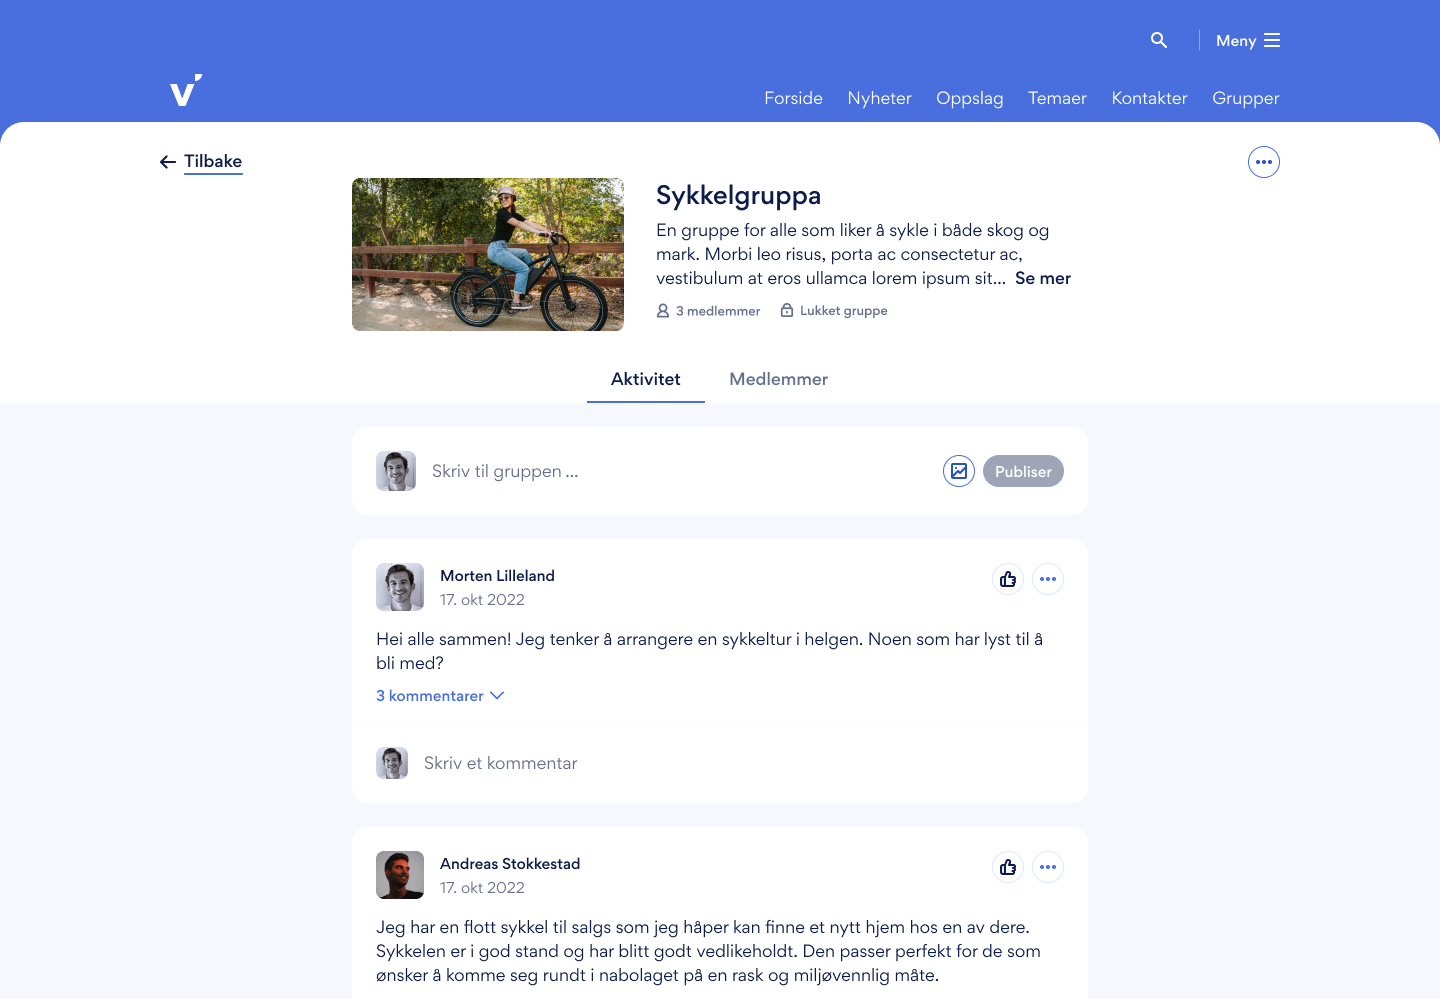 Meny
V
Forside Nyheter Oppslag Temaer Kontakter Grupper
Tilbake
Sykkelgruppa
En gruppe for alle som liker å sykle i både skog og
mark. Morbi leo risus, porta ac consectetur ac,
vestibulum at eros ullamca lorem ipsum sit... Se mer
3 medlemmer Lukket gruppe
Aktivitet Medlemmer
Skriv til gruppen ...
Publiser
Morten Lilleland
17. okt 2022
Hei alle sammen! Jeg tenker å arrangere en sykkeltur i helgen. Noen som har lyst til å
bli med?
3 kommentarer
Skriv et kommentar
Andreas Stokkestad
17. okt 2022
Jeg har en flott sykkel til salgs som jeg håper kan finne et nytt hjem hos en av dere.
Sykkelen er i god stand og har blitt godt vedlikeholdt. Den passer perfekt for de som
ønsker å komme seg rundt i nabolaget på en rask og miljøvennlig måte.